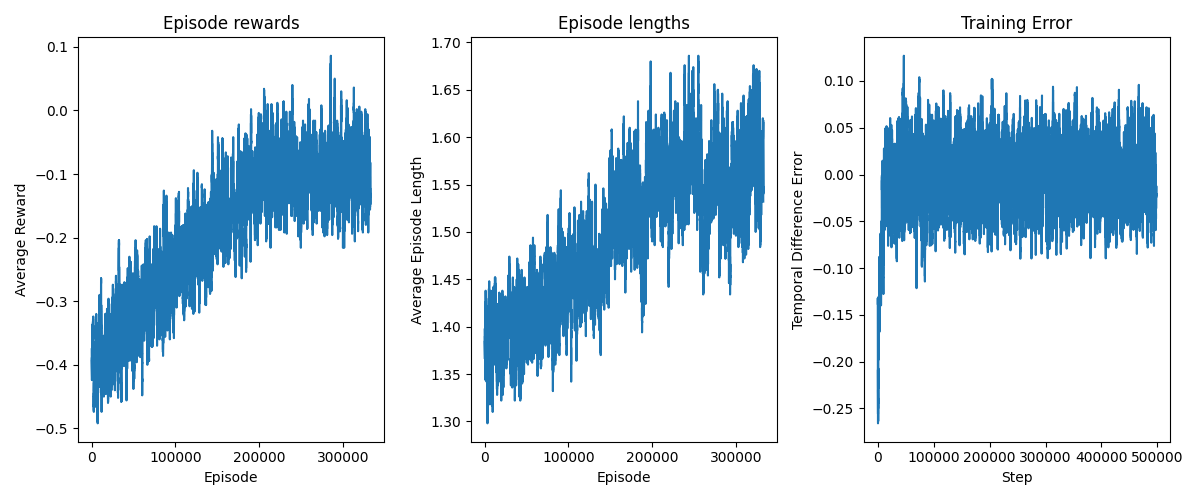 Episode rewards
0.1
0.0
−0.1
−0.2
−0.3
−0.4
−0.5
Average Reward
0 100000 200000 300000
Episode
Episode lengths
1.70
1.65
1.60
1.55
1.50
1.45
1.40
1.35
1.30
Average Episode Length
0 100000 200000 300000
Episode
Training Error
0.10
0.05
0.00
−0.05
−0.10
−0.15
−0.20
−0.25
Temporal Difference Error
0 100000 200000 300000 400000 500000
Step